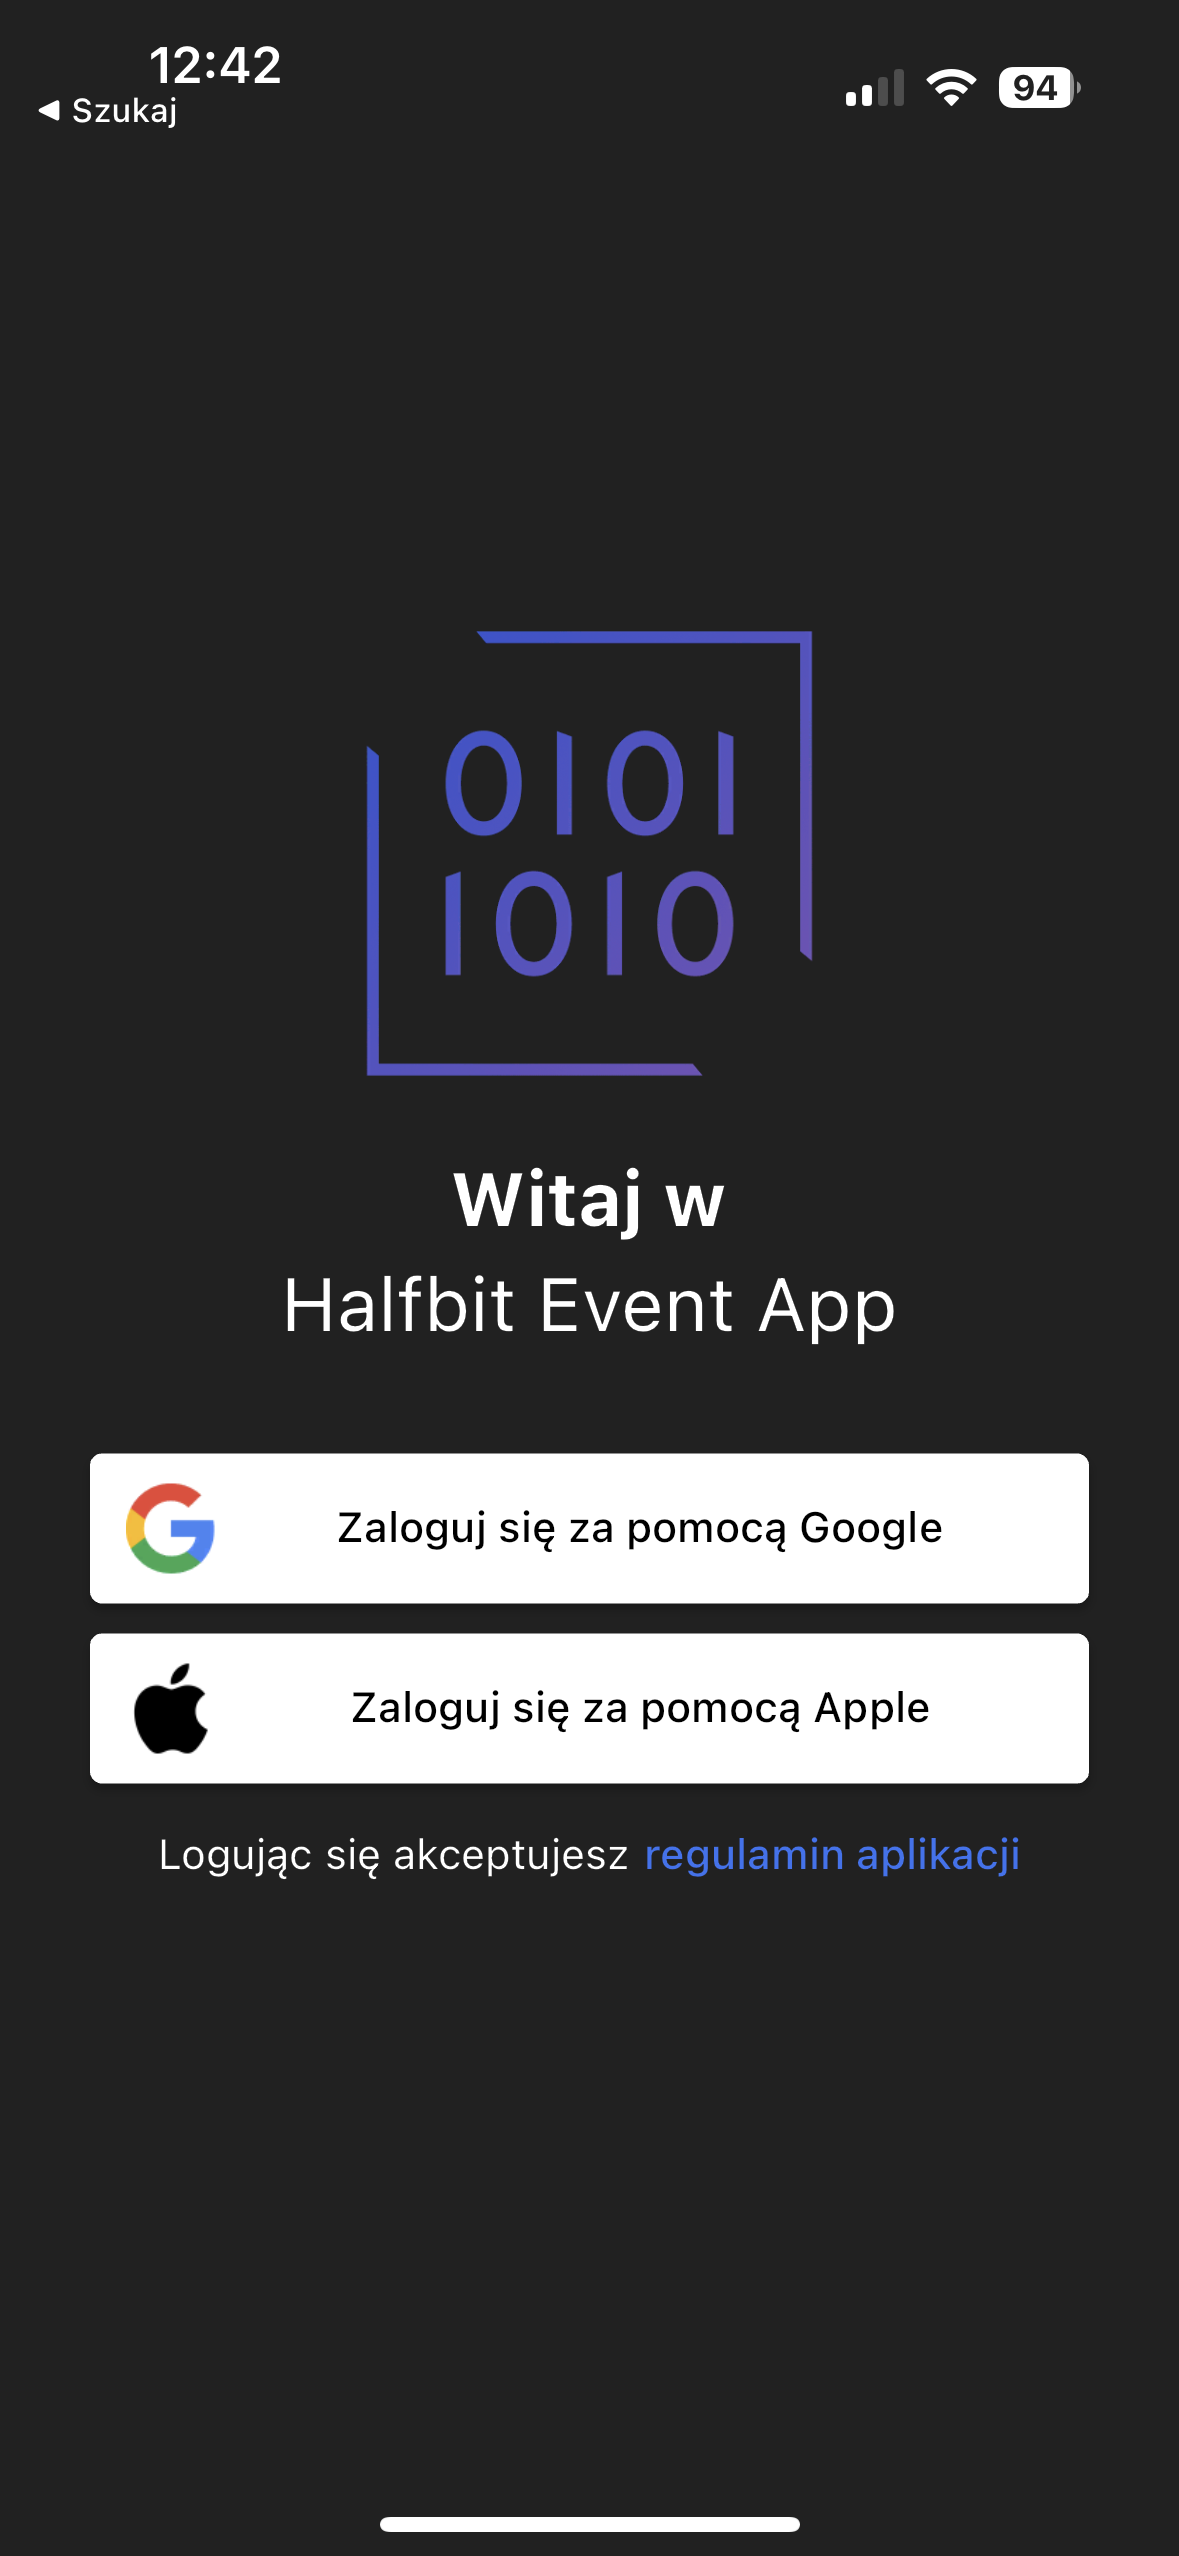 12:42
◀ Szukaj
94
0101
1010
Witaj w
Halfbit Event App
Zaloguj się za pomocą Google
Zaloguj się za pomocą Apple
Logując się akceptujesz regulamin aplikacji